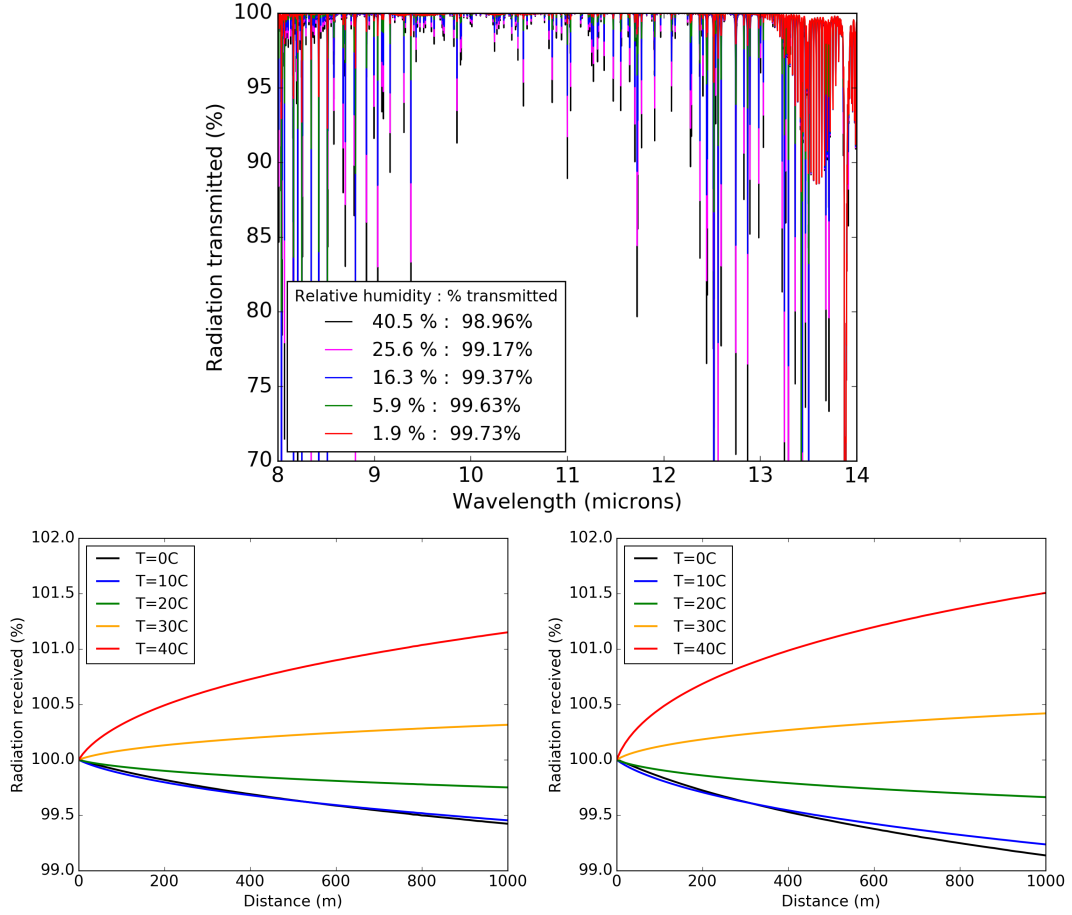 100
95
90
85
80
75
70
Radiation transmitted (%)
Relative humidity : % transmitted
40.5 % : 98.96%
25.6 % : 99.17%
16.3 % : 99.37%
5.9 % : 99.63%
1.9 % : 99.73%
8 9 10 11 12 13 14
Wavelength (microns)
102.0
101.5
101.0
100.5
100.0
99.5
99.0
Radiation received (%)
T=0C
T=10C
T=20C
T=30C
T=40C
0 200 400 600 800 1000
Distance (m)
102.0
101.5
101.0
100.5
100.0
99.5
99.0
Radiation received (%)
T=0C
T=10C
T=20C
T=30C
T=40C
0 200 400 600 800 1000
Distance (m)